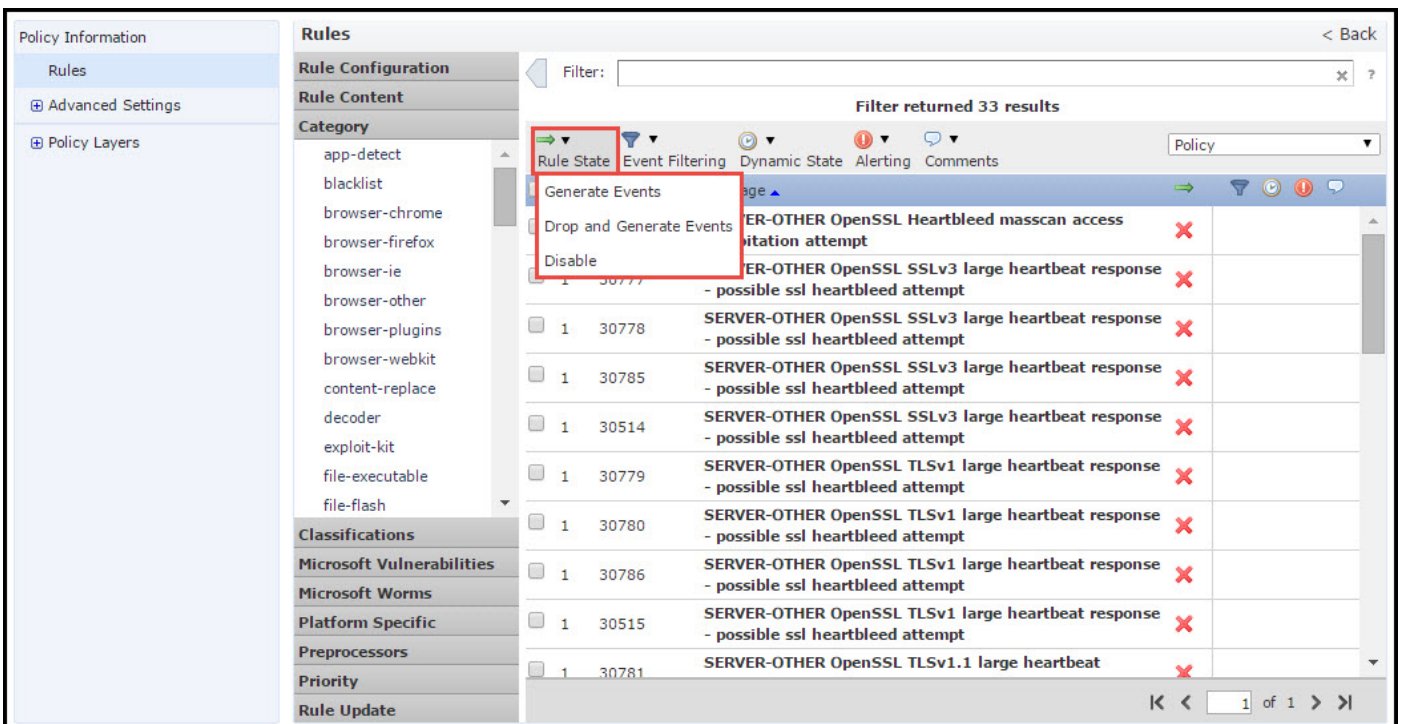 Policy Information
Rules
Advanced Settings
Policy Layers
Rules
< Back
Rule Configuration
Rule Content
Category
app-detect
blacklist
browser-chrome
browser-firefox
browser-ie
browser-other
browser-plugins
browser-webkit
content-replace
decoder
exploit-kit
file-executable
file-flash
Classifications
Microsoft Vulnerabilities
Microsoft Worms
Platform Specific
Preprocessors
Priority
Rule Update
Filter:
?
Filter returned 33 results
Rule State Event Filtering Dynamic State Alerting Comments
Policy
Generate Events
Drop and Generate Events
Disable
OpenSSL Heartbleed masscan access
attempt
1 30777 OpenSSL SSLv3 large heartbeat response
- possible ssl heartbleed attempt
1 30778 SERVER-OTHER OpenSSL SSLv3 large heartbeat response
- possible ssl heartbleed attempt
1 30785 SERVER-OTHER OpenSSL SSLv3 large heartbeat response
- possible ssl heartbleed attempt
1 30514 SERVER-OTHER OpenSSL SSLv3 large heartbeat response
- possible ssl heartbleed attempt
1 30779 SERVER-OTHER OpenSSL TLSv1 large heartbeat response
- possible ssl heartbleed attempt
1 30780 SERVER-OTHER OpenSSL TLSv1 large heartbeat response
- possible ssl heartbleed attempt
1 30786 SERVER-OTHER OpenSSL TLSv1 large heartbeat response
- possible ssl heartbleed attempt
1 30515 SERVER-OTHER OpenSSL TLSv1 large heartbeat response
- possible ssl heartbleed attempt
1 30781 SERVER-OTHER OpenSSL TLSv1.1 large heartbeat
1 of 1